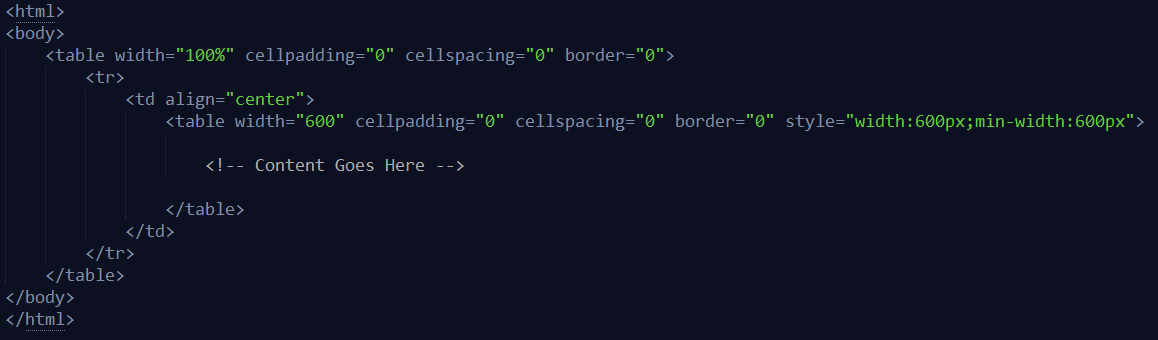 <html>
<body>
<table width="100%" cellpadding="0" cellspacing="0" border="0">
<tr>
<td align="center">
<table width="600" cellpadding="0" cellspacing="0" border="0" style="width:600px;min-width:600px">
<!-- Content Goes Here -->
</table>
</td>
</tr>
</table>
</body>
</html>